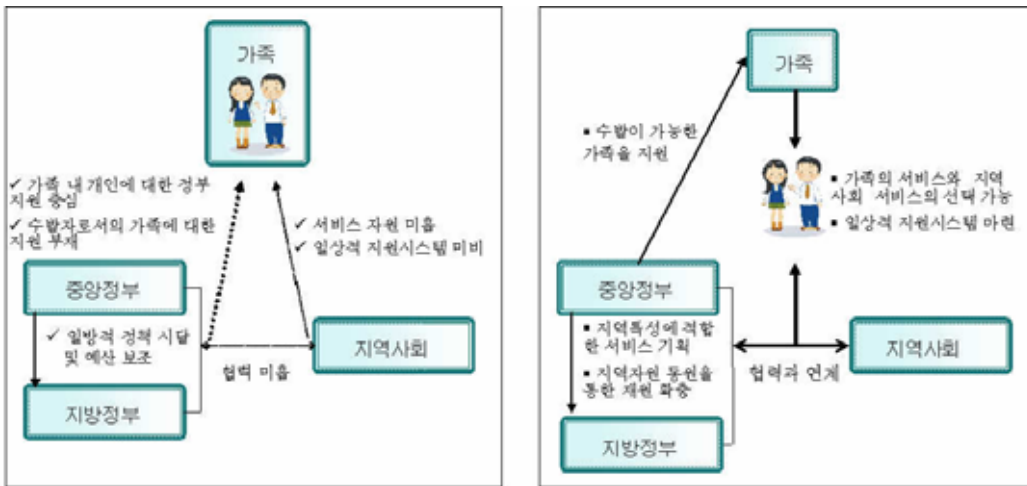 가족
✓ 가족 내 개인에 대한 정부
지원 중심
✓ 수발자로서의 가족에 대한
지원 부재
✓ 서비스 자원 미흡
✓ 일상적 지원시스템 미비
중앙정부
✓ 일방적 정책 시달
및 예산 보조
지역사회
협력 미흡
지방정부
가족
▪ 수발이 가능한
가족을 지원
▪ 가족의 서비스와 지역
사회 서비스의 선택 가능
▪ 일상적 지원시스템 마련
중앙정부
▪ 지역특성에 적합
한 서비스 기획
▪ 지역자원 동원을
통한 재원 확충
지역사회
협력과 연계
지방정부